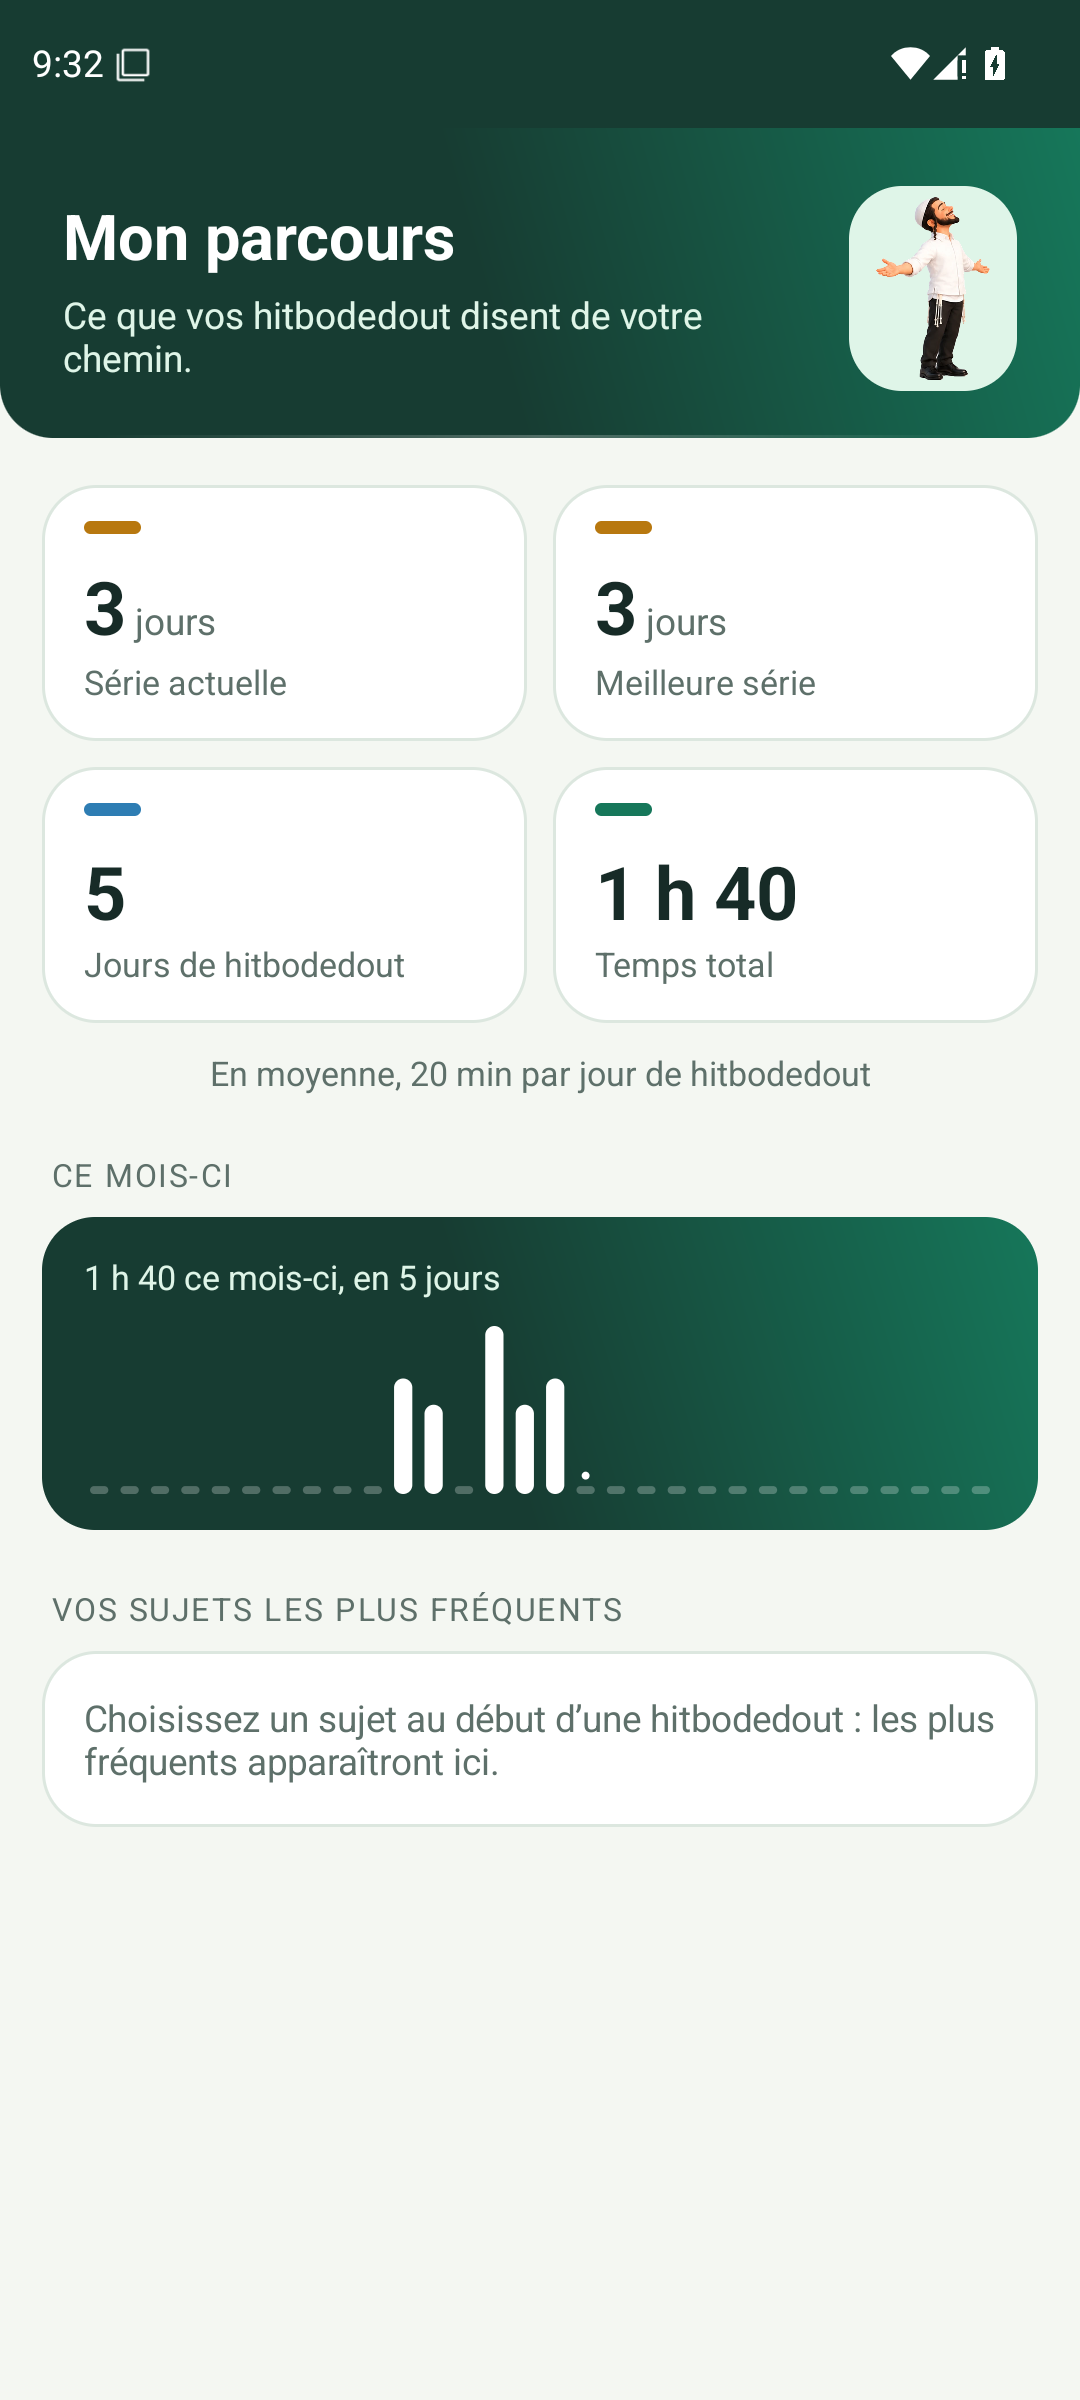 9:32
Mon parcours
Ce que vos hitbodedout disent de votre
chemin.
3 jours
Série actuelle
3 jours
Meilleure série
5
Jours de hitbodedout
1 h 40
Temps total
En moyenne, 20 min par jour de hitbodedout
CE MOIS-CI
1 h 40 ce mois-ci, en 5 jours
VOS SUJETS LES PLUS FRÉQUENTS
Choisissez un sujet au début d’une hitbodedout : les plus
fréquents apparaîtront ici.